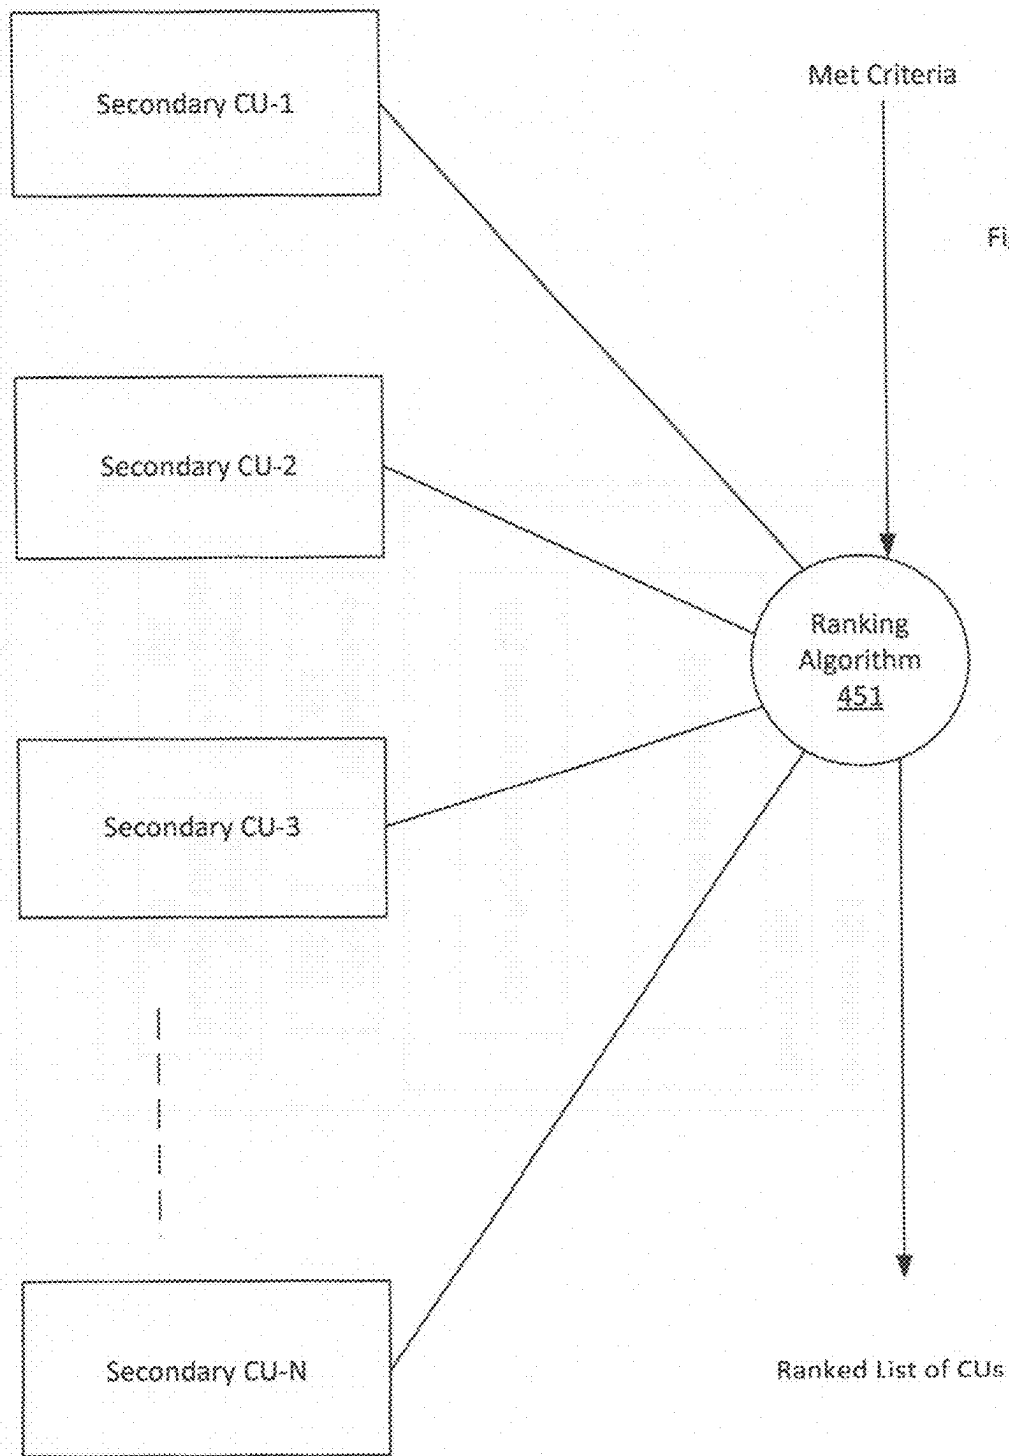 Secondary CU-1
Met Criteria
Secondary CU-2
Ranking
Algorithm
451
Secondary CU-3
Secondary CU-N
Ranked List of CUs